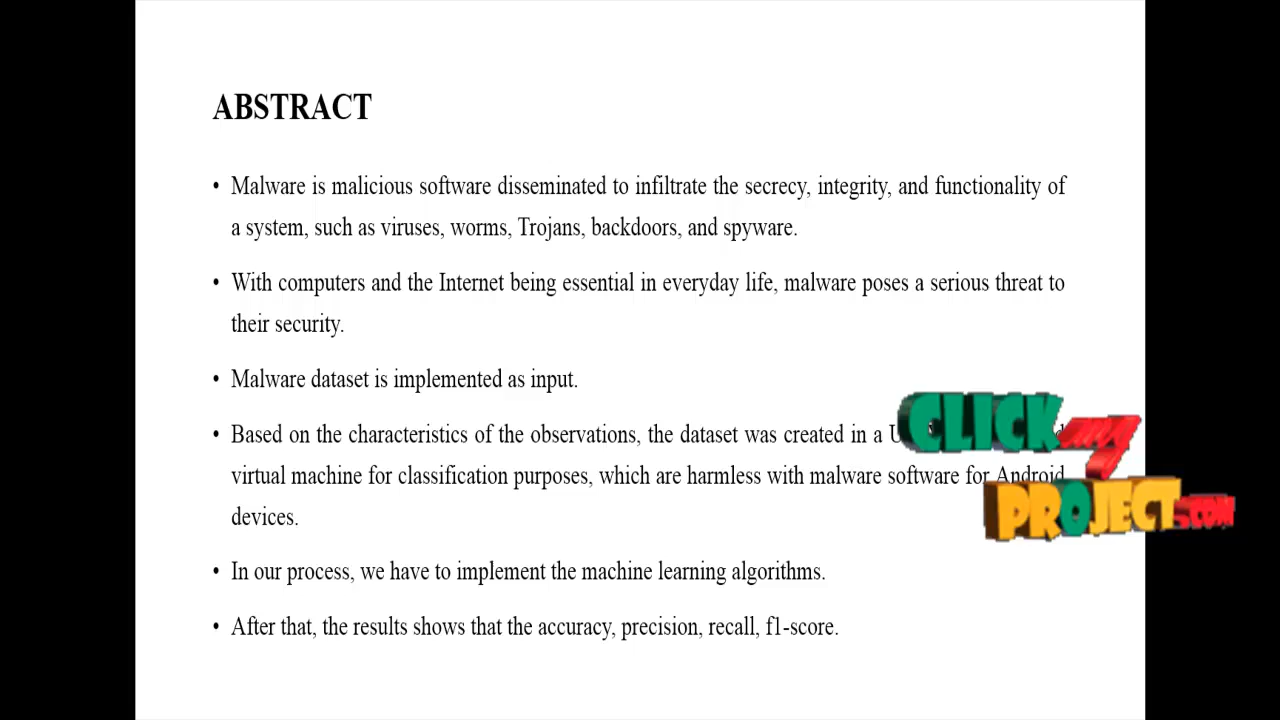 ABSTRACT
• Malware is malicious software disseminated to infiltrate the secrecy, integrity, and functionality of
a system, such as viruses, worms, Trojans, backdoors, and spyware.
• With computers and the Internet being essential in everyday life, malware poses a serious threat to
their security.
• Malware dataset is implemented as input.
• Based on the characteristics of the observations, the dataset was created in a
virtual machine for classification purposes, which are harmless with malware software for Android
devices.
• In our process, we have to implement the machine learning algorithms.
• After that, the results shows that the accuracy, precision, recall, f1-score.
CLICK my
PROJECT.COM